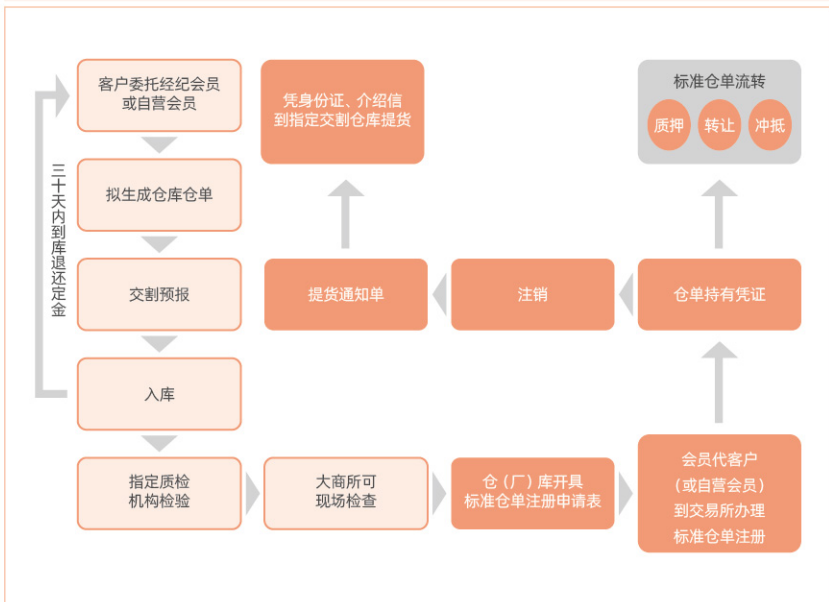 客户委托经纪会员
或自营会员
拟生成仓库仓单
交割预报
入库
三十天内到库退还定金
指定质检
机构检验
大商所可
现场检查
仓（厂）库开具
标准仓单注册申请表
会员代客户
（或自营会员）
到交易所办理
标准仓单注册
仓单持有凭证
标准仓单流转
质押 转让 冲抵
注销
提货通知单
凭身份证、介绍信
到指定交割仓库提货